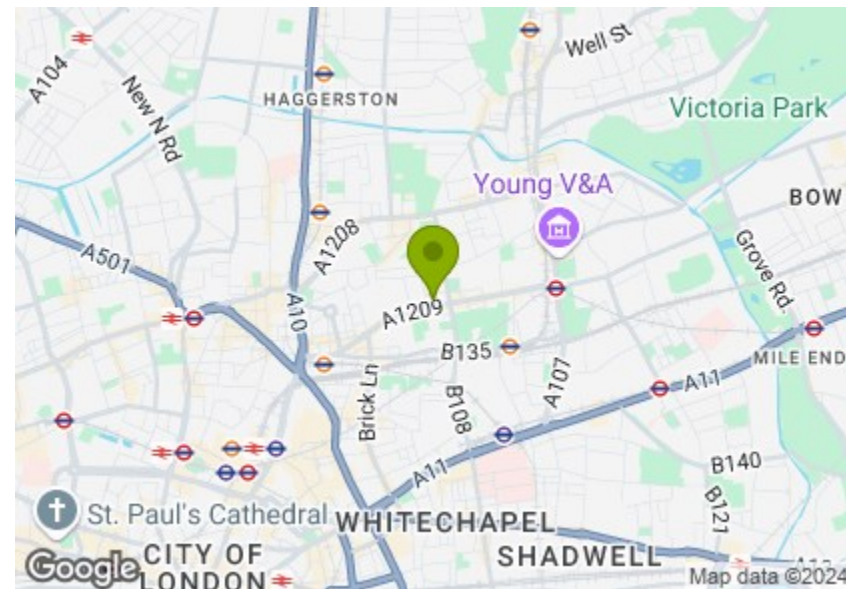 Well St
A104
HAGGERSTON
New N Rd
Victoria Park
Young V&A
BOW
A1208
A501
Grove Rd.
A10
A1209
B135
MILE END
A107
A11
Brick Ln
B108
B140
A11
B121
St. Paul's Cathedral
WHITECHAPEL
SHADWELL
CITY OF
LONDON
Google
Map data ©2024